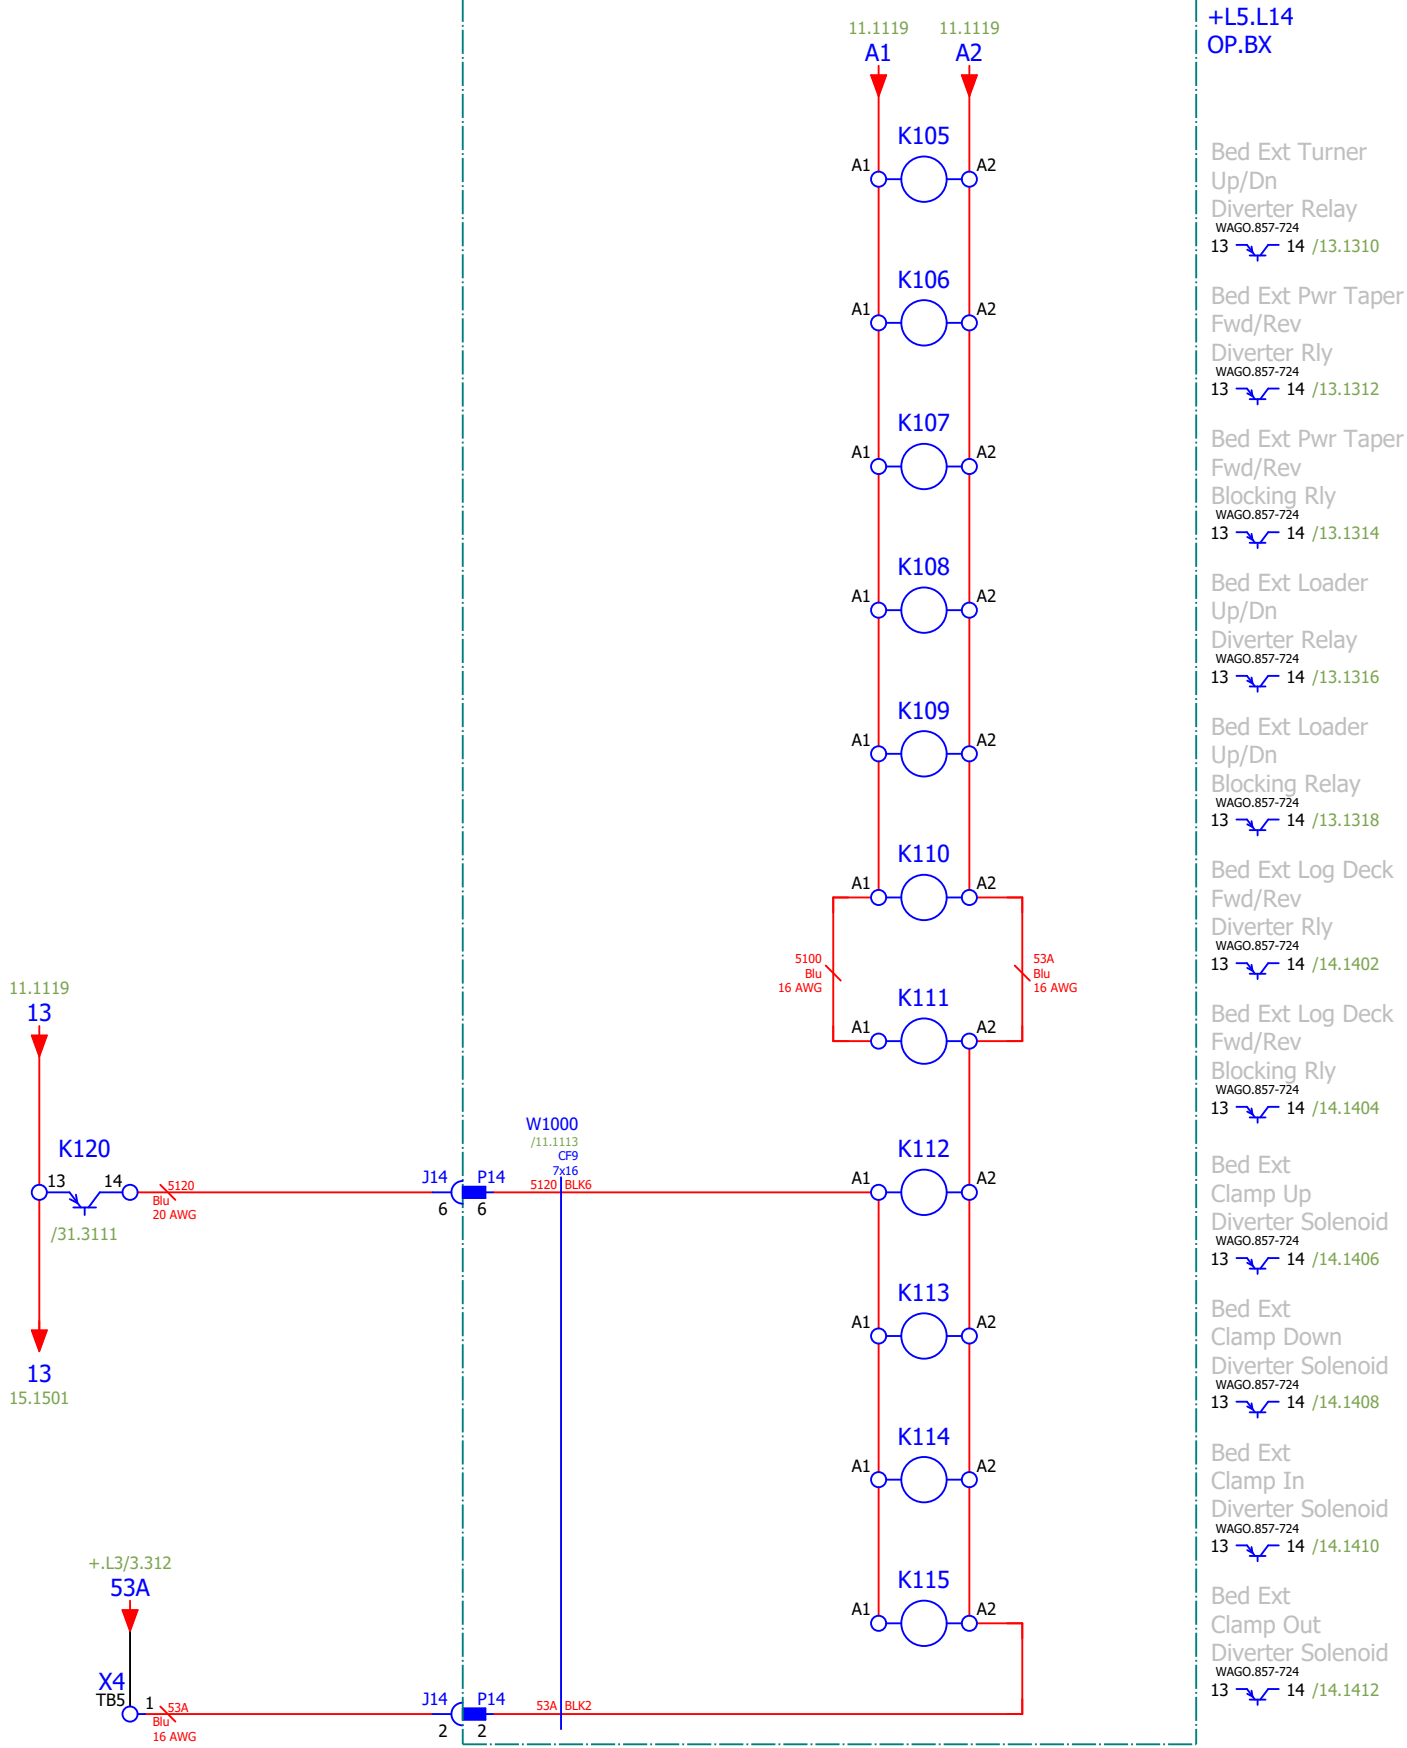 +L5.L14
OP.BX
11.1119
A1
11.1119
A2
K105
A1
A2
Bed Ext Turner
Up/Dn
Diverter Relay
WAGO.857-724
13 14 /13.1310
K106
A1
A2
Bed Ext Pwr Taper
Fwd/Rev
Diverter Rly
WAGO.857-724
13 14 /13.1312
K107
A1
A2
Bed Ext Pwr Taper
Fwd/Rev
Blocking Rly
WAGO.857-724
13 14 /13.1314
K108
A1
A2
Bed Ext Loader
Up/Dn
Diverter Relay
WAGO.857-724
13 14 /13.1316
K109
A1
A2
Bed Ext Loader
Up/Dn
Blocking Relay
WAGO.857-724
13 14 /13.1318
K110
A1
A2
Bed Ext Log Deck
Fwd/Rev
Diverter Rly
WAGO.857-724
13 14 /14.1402
5100
Blu
16 AWG
53A
Blu
16 AWG
K111
A1
A2
Bed Ext Log Deck
Fwd/Rev
Blocking Rly
WAGO.857-724
13 14 /14.1404
11.1119
13
K120
13
14
/31.3111
5120
Blu
20 AWG
J14
6
P14
6
W1000
/11.1113
CF9
7x16
5120
BLK6
K112
A1
A2
Bed Ext
Clamp Up
Diverter Solenoid
WAGO.857-724
13 14 /14.1406
K113
A1
A2
Bed Ext
Clamp Down
Diverter Solenoid
WAGO.857-724
13 14 /14.1408
13
15.1501
K114
A1
A2
Bed Ext
Clamp In
Diverter Solenoid
WAGO.857-724
13 14 /14.1410
K115
A1
A2
Bed Ext
Clamp Out
Diverter Solenoid
WAGO.857-724
13 14 /14.1412
+.L3/3.312
53A
X4
TB5
1
53A
Blu
16 AWG
J14
2
P14
2
53A
BLK2